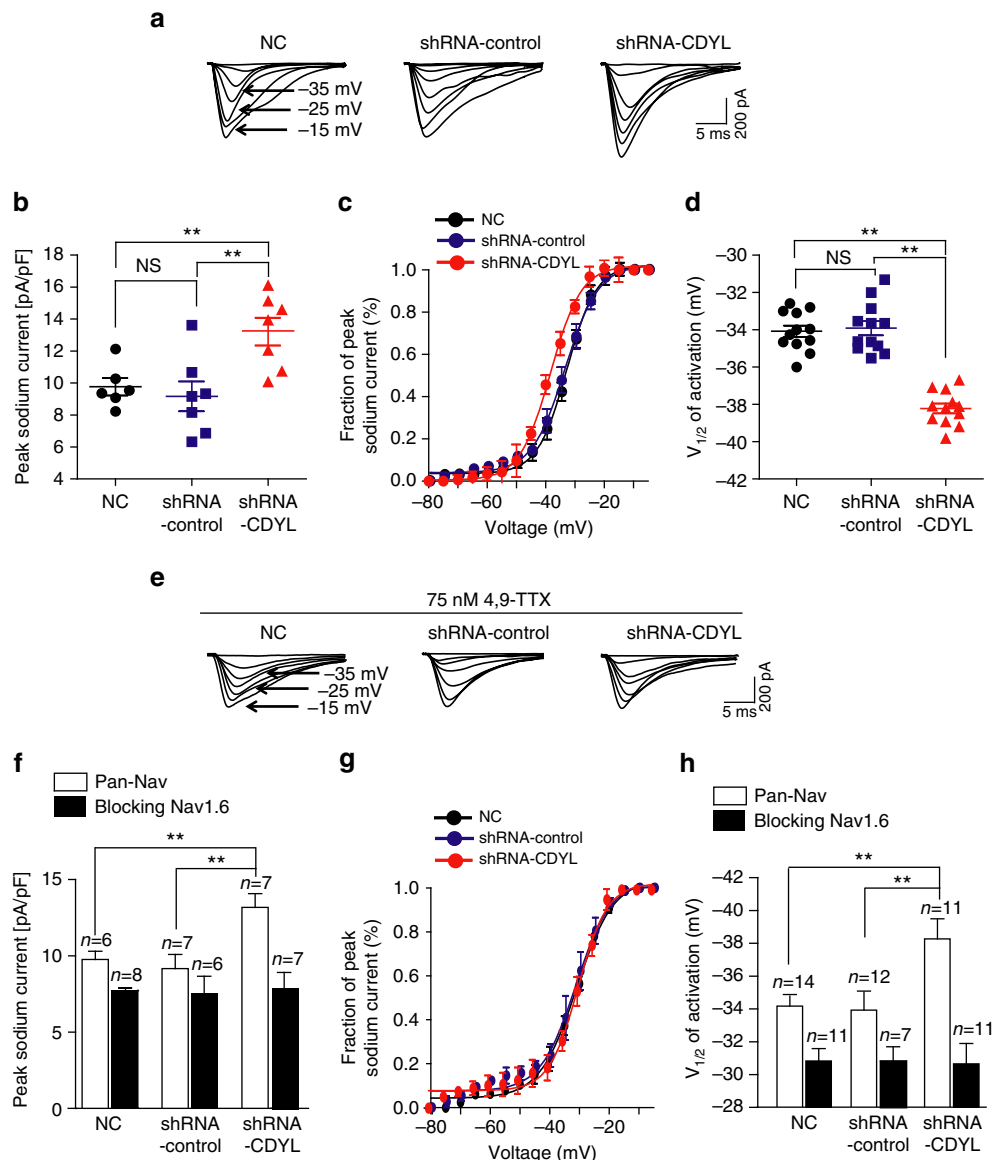 a
NC
shRNA-control
shRNA-CDYL
−35 mV
−25 mV
−15 mV
5 ms
200 pA
b
**
NS
**
Peak sodium current [pA/pF]
18
16
14
12
10
8
6
4
NC
shRNA
-control
shRNA
-CDYL
c
NC
shRNA-control
shRNA-CDYL
Fraction of peak
sodium current (%)
1.0
0.8
0.6
0.4
0.2
0.0
−80
−60
−40
−20
Voltage (mV)
d
**
NS
**
V1/2 of activation (mV)
−30
−32
−34
−36
−38
−40
−42
NC
shRNA
-control
shRNA
-CDYL
e
75 nM 4,9-TTX
NC
shRNA-control
shRNA-CDYL
−35 mV
−25 mV
−15 mV
5 ms
200 pA
f
Pan-Nav
Blocking Nav1.6
**
**
Peak sodium current [pA/pF]
15
10
5
0
n=6
n=8
n=7
n=6
n=7
n=7
NC
shRNA
-control
shRNA
-CDYL
g
NC
shRNA-control
shRNA-CDYL
Fraction of peak
sodium current (%)
1.0
0.8
0.6
0.4
0.2
0.0
−80
−60
−40
−20
Voltage (mV)
h
Pan-Nav
Blocking Nav1.6
**
**
V1/2 of activation (mV)
−42
−40
−38
−36
−34
−31
−30
−28
n=14
n=11
n=12
n=7
n=11
n=11
NC
shRNA
-control
shRNA
-CDYL